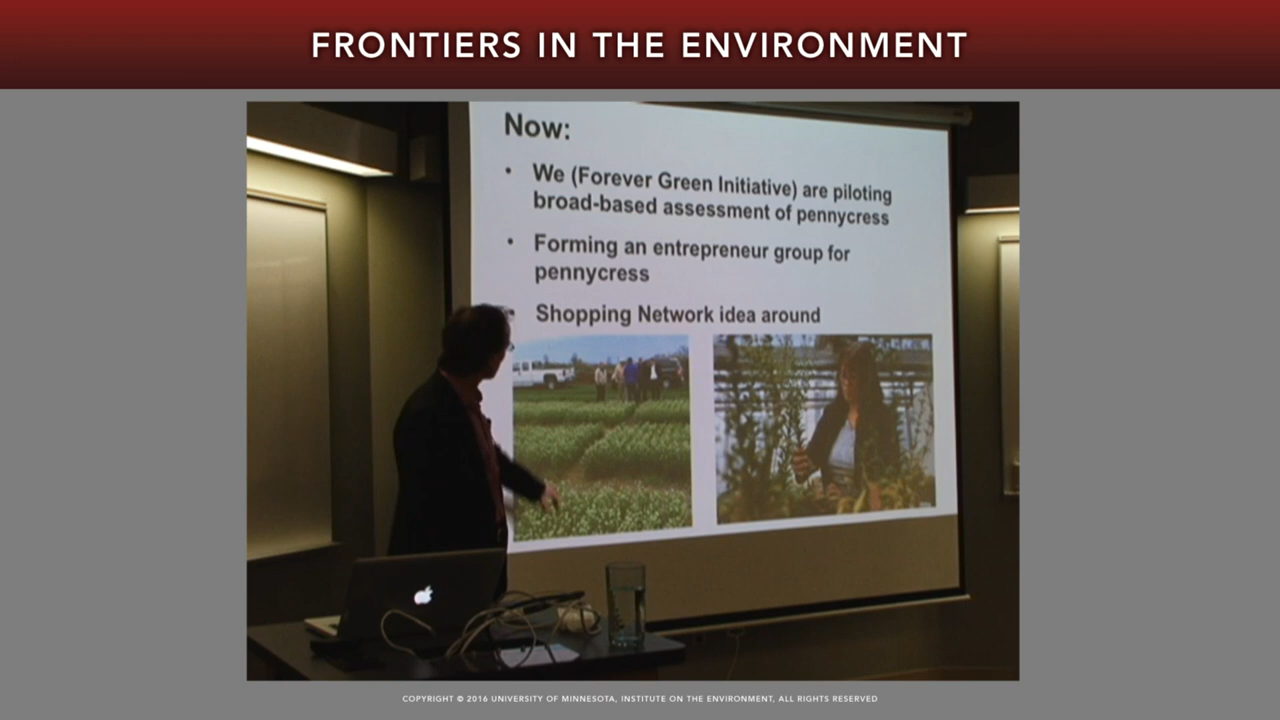 FRONTIERS IN THE ENVIRONMENT
Now:
• We (Forever Green Initiative) are piloting
broad-based assessment of pennycress
• Forming an entrepreneur group for
pennycress
Shopping Network idea around
COPYRIGHT © 2016 UNIVERSITY OF MINNESOTA, INSTITUTE ON THE ENVIRONMENT, ALL RIGHTS RESERVED